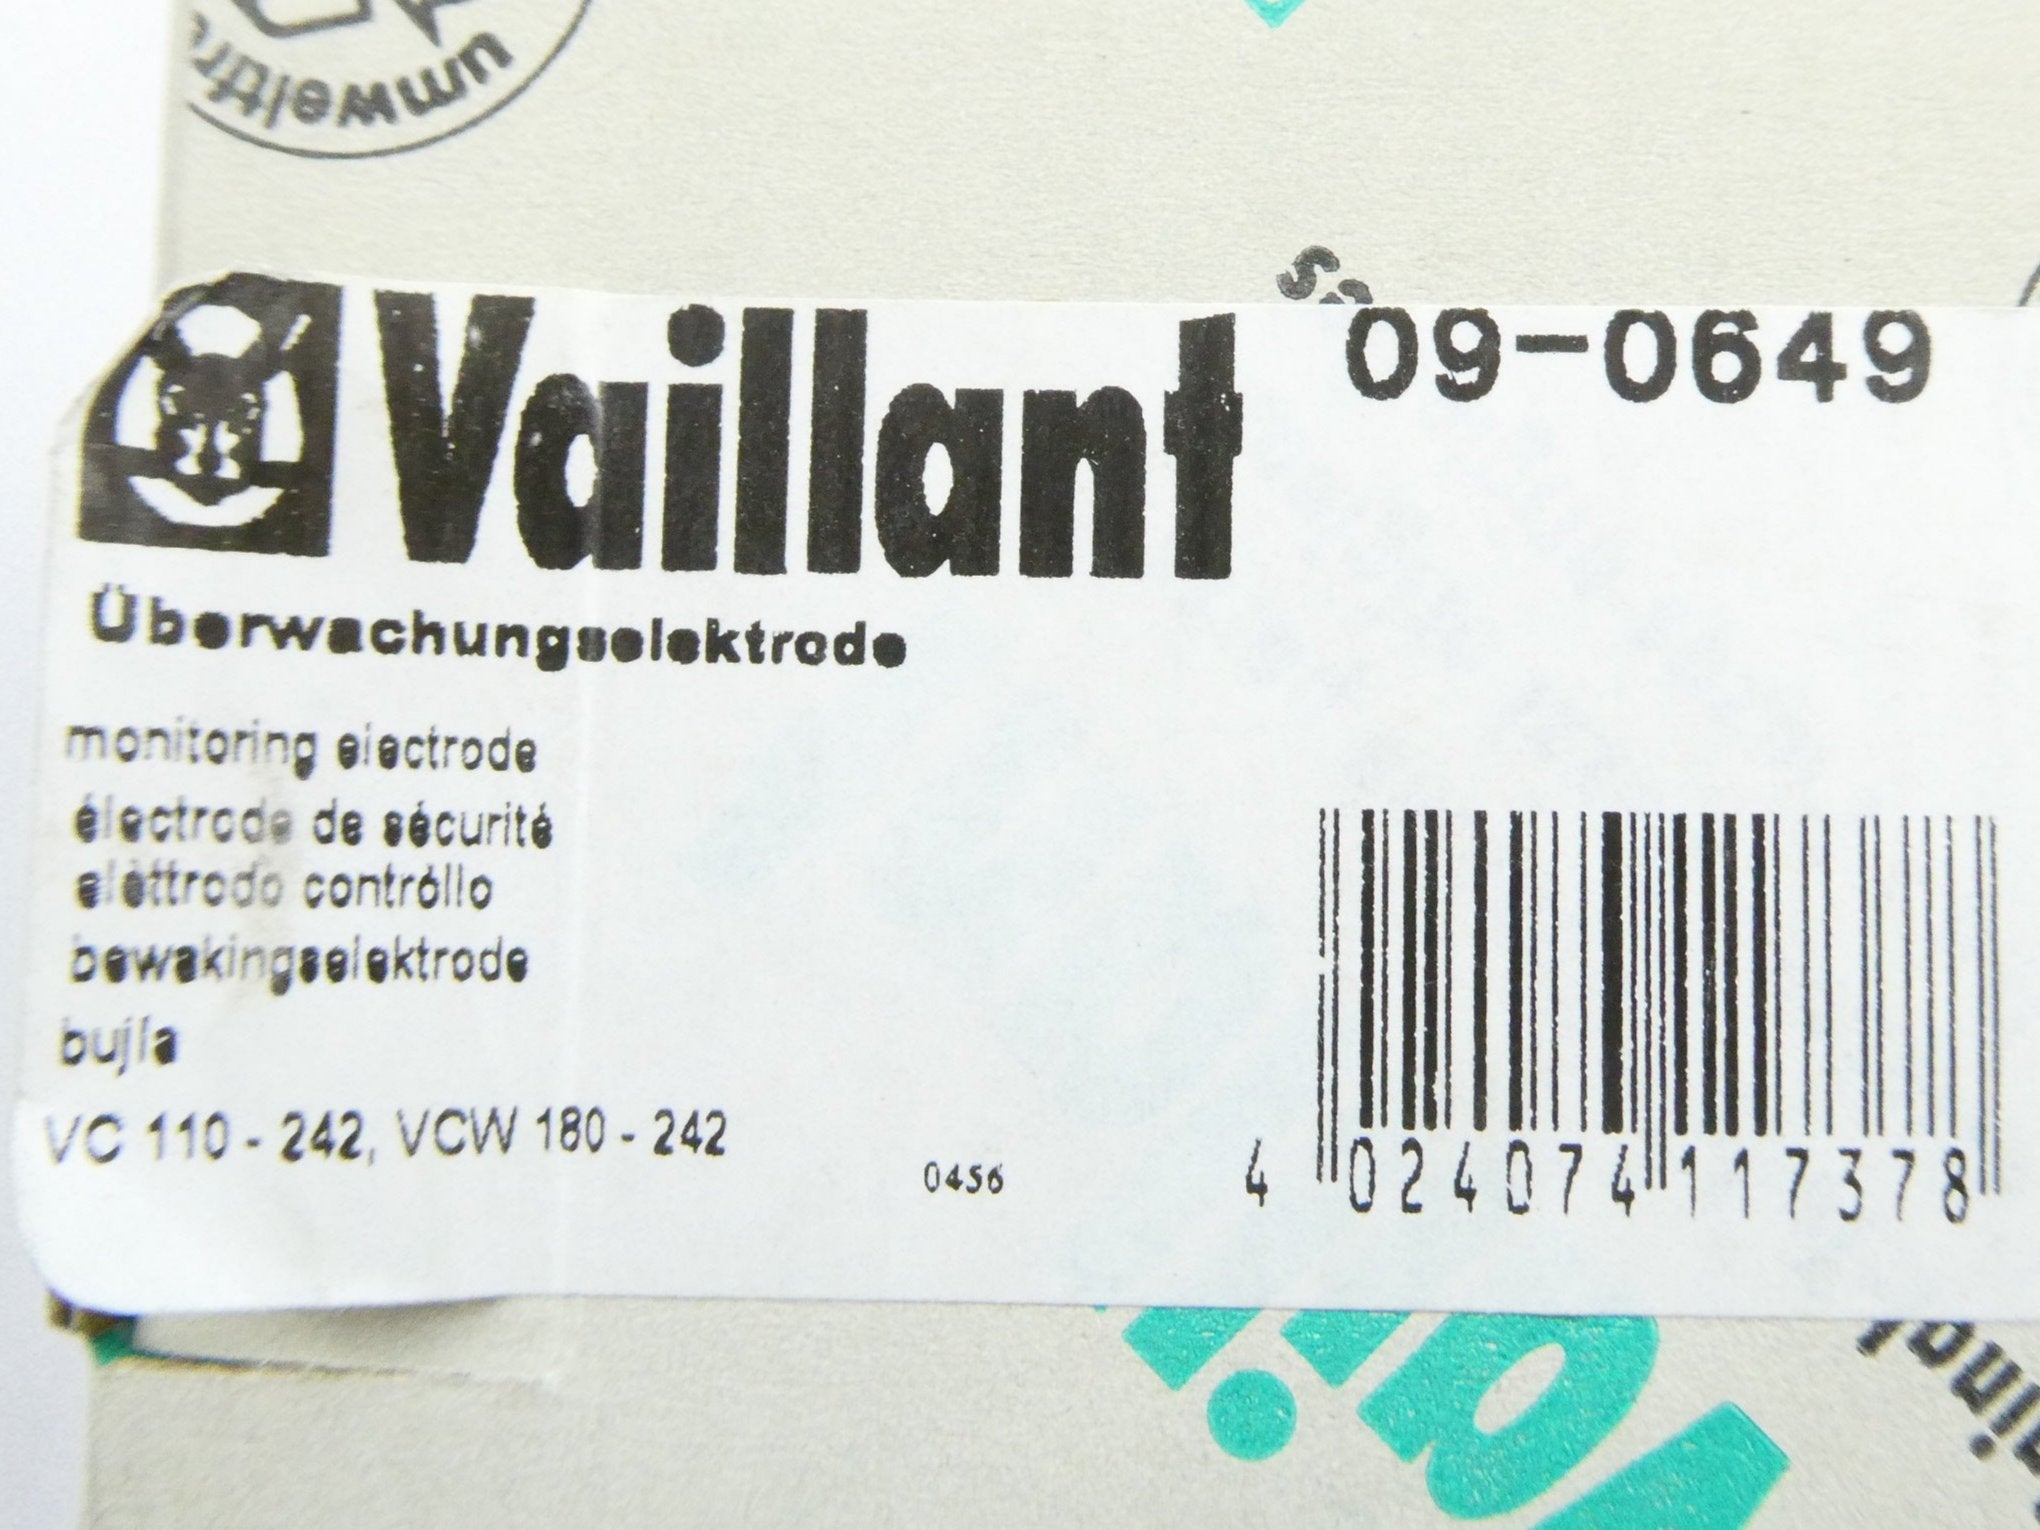 Vaillant
09-0649
Überwachungselektrode
monitoring electrode
électrode de sécurité
elèttrodo contróllo
bewakingselektrode
bujía
VC 110 - 242, VCW 180 - 242
0456
4 024074 117378